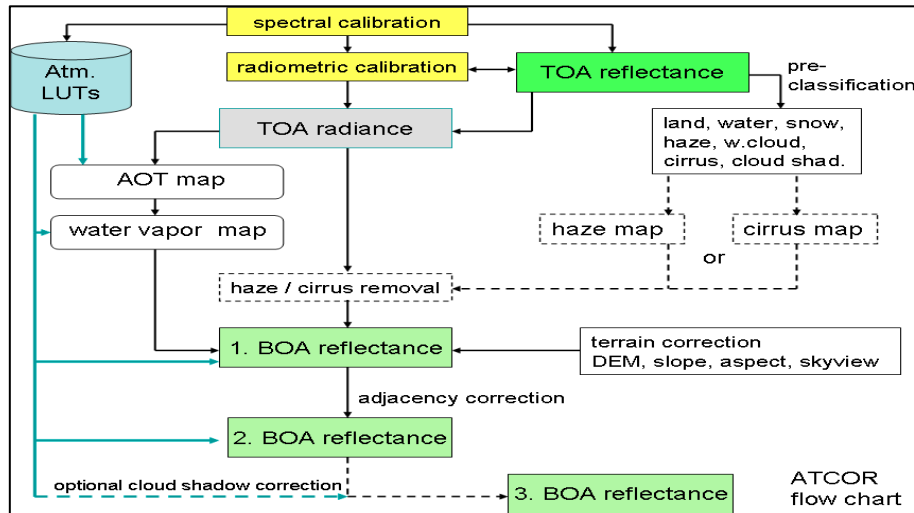 spectral calibration
Atm.
LUTs
radiometric calibration
TOA reflectance
pre-
classification
TOA radiance
land, water, snow,
haze, w.cloud,
cirrus, cloud shad.
AOT map
water vapor map
haze map
cirrus map
or
haze / cirrus removal
1. BOA reflectance
terrain correction
DEM, slope, aspect, skyview
adjacency correction
2. BOA reflectance
optional cloud shadow correction
3. BOA reflectance
ATCOR
flow chart